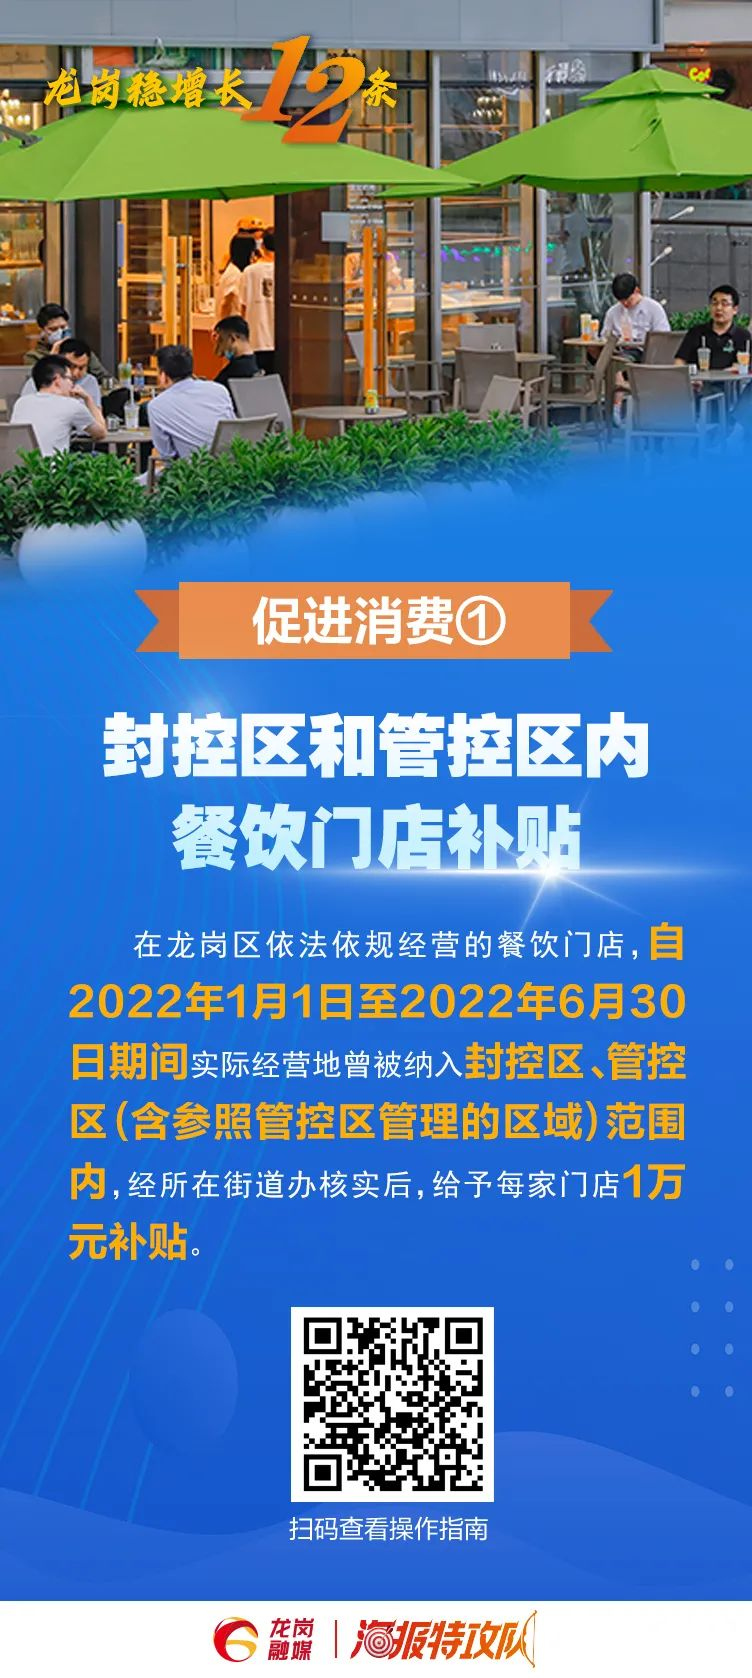 龙岗稳增长12条
促进消费①
封控区和管控区内
餐饮门店补贴
在龙岗区依法依规经营的餐饮门店，自
2022年1月1日至2022年6月30
日期间实际经营地曾被纳入封控区、管控
区（含参照管控区管理的区域）范围
内，经所在街道办核实后，给予每家门店1万
元补贴。
扫码查看操作指南
龙岗
融媒
海报特攻队